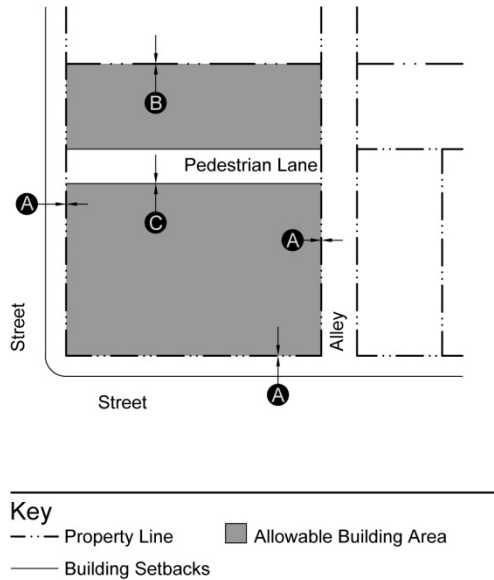 B
Pedestrian Lane
A
C
A
Street
Alley
A
Street
Key
Property Line
Allowable Building Area
Building Setbacks